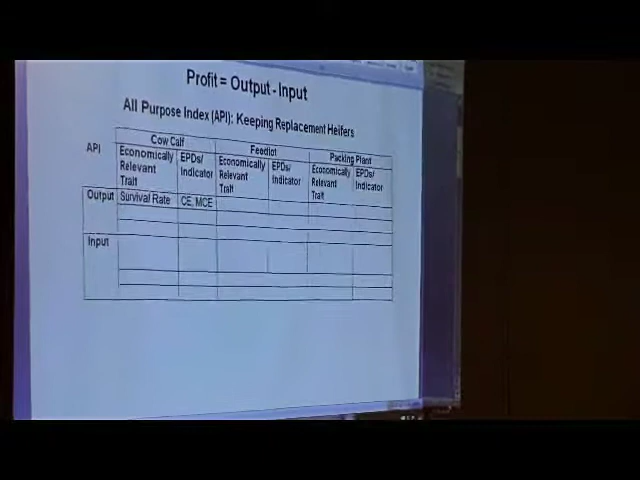 Profit = Output - Input
All Purpose Index (API): Keeping Replacement Heifers
API
Cow Calf
Feedlot
Packing Plant
Economically Relevant Trait
EPDs/ Indicator
Economically Relevant Trait
EPDs/ Indicator
Economically Relevant Trait
EPDs/ Indicator
Output
Survival Rate
CE, MCE
Input